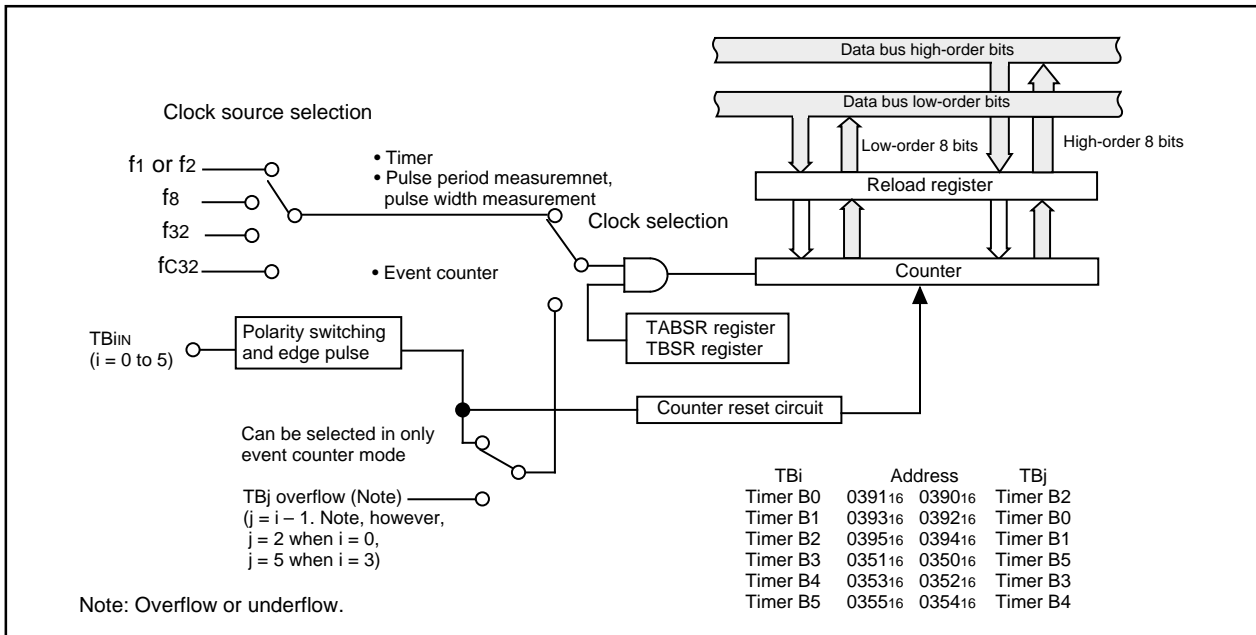 Data bus high-order bits
Data bus low-order bits
Low-order 8 bits
High-order 8 bits
Reload register
Counter
Clock source selection
f1 or f2
f8
f32
fC32
• Timer
• Pulse period measuremnet,
pulse width measurement
Clock selection
• Event counter
TABSR register
TBSR register
TBiIN
(i = 0 to 5)
Polarity switching
and edge pulse
Counter reset circuit
Can be selected in only
event counter mode
TBj overflow (Note)
(j = i – 1. Note, however,
j = 2 when i = 0,
j = 5 when i = 3)
TBi Address TBj
Timer B0 039116 039016 Timer B2
Timer B1 039316 039216 Timer B0
Timer B2 039516 039416 Timer B1
Timer B3 035116 035016 Timer B5
Timer B4 035316 035216 Timer B3
Timer B5 035516 035416 Timer B4
Note: Overflow or underflow.